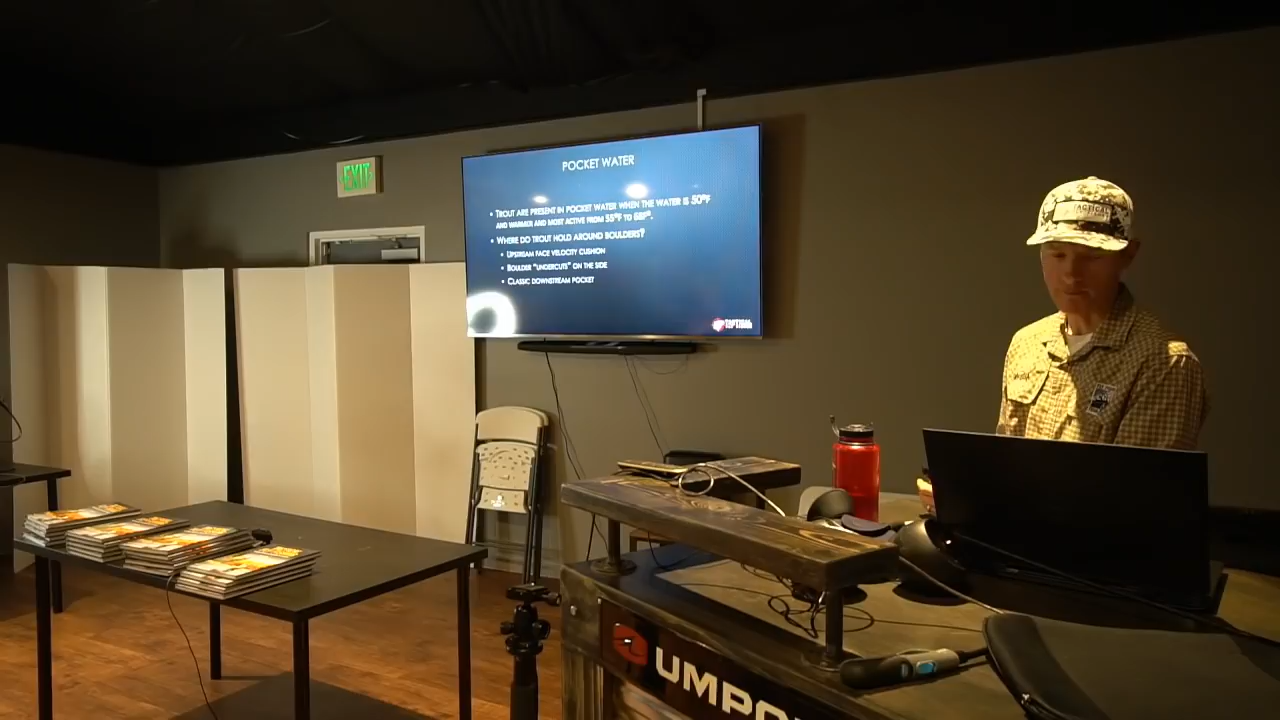 EXIT
POCKET WATER
• TROUT ARE PRESENT IN POCKET WATER WHEN THE WATER IS 50°F
AND WARMER AND MOST ACTIVE FROM 55°F TO
• WHERE DO TROUT HOLD AROUND BOULDERS?
• UPSTREAM FACE VELOCITY CUSHION
• BOULDER "UNDERCUTS" ON THE SIDE
• CLASSIC DOWNSTREAM POCKET
TACTICAL
TACTICAL
UMPQ